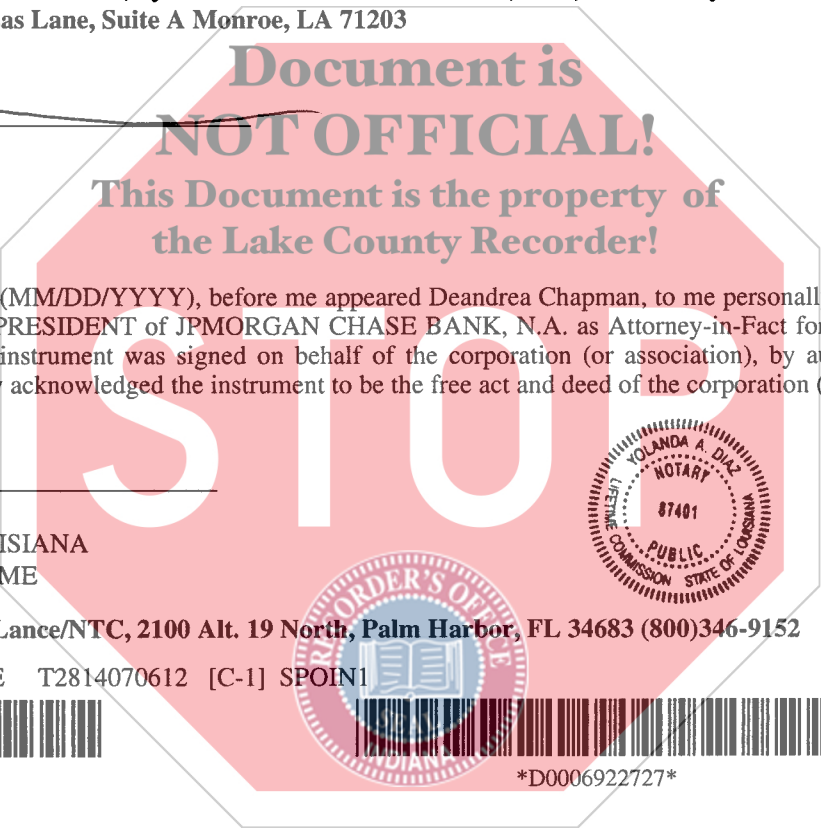 as Lane, Suite A Monroe, LA 71203
Document is
NOT OFFICIAL!
This Document is the property of
the Lake County Recorder!
(MM/DD/YYYY), before me appeared Deandrea Chapman, to me personall
PRESIDENT of JPMORGAN CHASE BANK, N.A. as Attorney-in-Fact for
instrument was signed on behalf of the corporation (or association), by au
y acknowledged the instrument to be the free act and deed of the corporation (
STOP
YOLANDA A. DIAZ
NOTARY
87401
PUBLIC
LIFETIME COMMISSION STATE OF LOUISIANA
ISIANA
ME
Lance/NTC, 2100 Alt. 19 North, Palm Harbor, FL 34683 (800)346-9152
E T2814070612 [C-1] SPOIN1
RECORDER'S OFFICE
SEAL
INDIANA
*D0006922727*